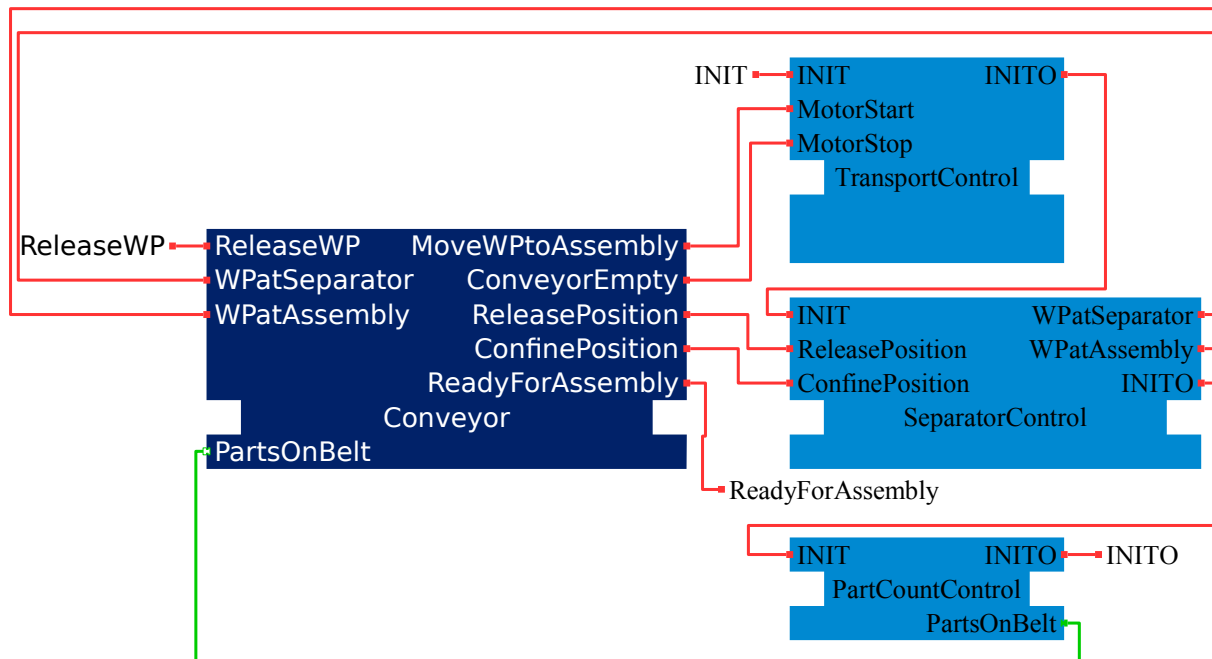 INIT
INIT INITO
MotorStart
MotorStop
TransportControl
ReleaseWP
ReleaseWP MoveWPtoAssembly
WPatSeparator ConveyorEmpty
WPatAssembly ReleasePosition
ConfinePosition
ReadyForAssembly
Conveyor
PartsOnBelt
INIT WPatSeparator
ReleasePosition WPatAssembly
ConfinePosition INITO
SeparatorControl
ReadyForAssembly
INIT INITO
INITO
PartCountControl
PartsOnBelt